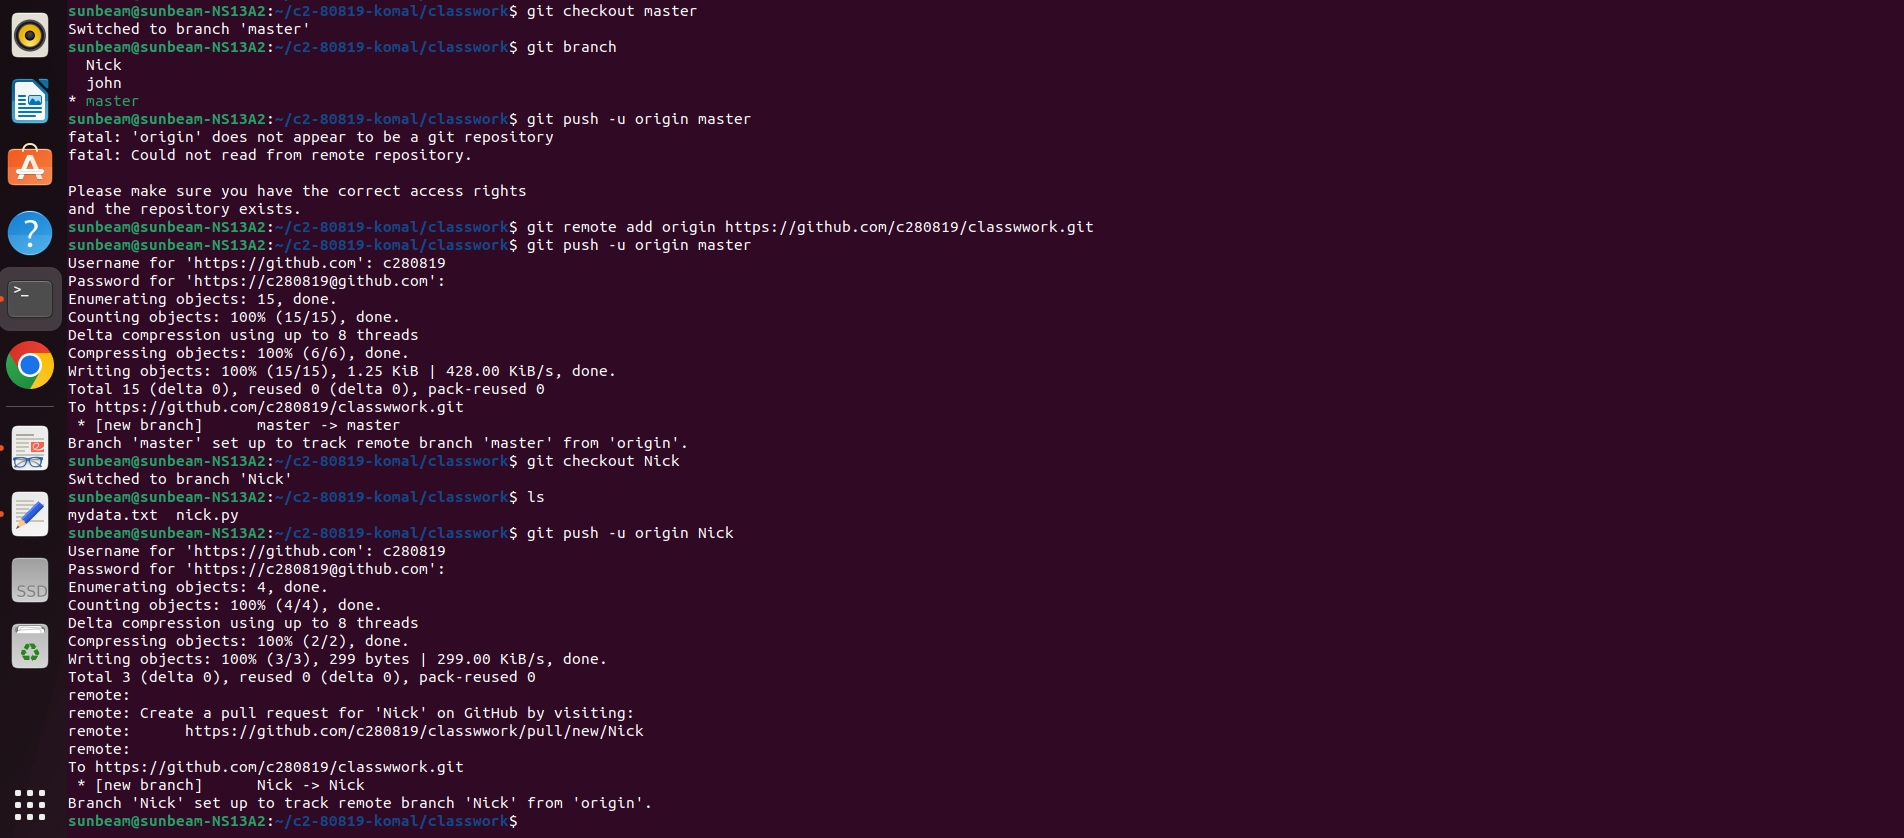 sunbeam@sunbeam-NS13A2:~/c2-80819-komal/classwork$ git checkout master
Switched to branch 'master'
sunbeam@sunbeam-NS13A2:~/c2-80819-komal/classwork$ git branch
  Nick
  john
* master
sunbeam@sunbeam-NS13A2:~/c2-80819-komal/classwork$ git push -u origin master
fatal: 'origin' does not appear to be a git repository
fatal: Could not read from remote repository.

Please make sure you have the correct access rights
and the repository exists.
sunbeam@sunbeam-NS13A2:~/c2-80819-komal/classwork$ git remote add origin https://github.com/c280819/classwwork.git
sunbeam@sunbeam-NS13A2:~/c2-80819-komal/classwork$ git push -u origin master
Username for 'https://github.com': c280819
Password for 'https://c280819@github.com':
Enumerating objects: 15, done.
Counting objects: 100% (15/15), done.
Delta compression using up to 8 threads
Compressing objects: 100% (6/6), done.
Writing objects: 100% (15/15), 1.25 KiB | 428.00 KiB/s, done.
Total 15 (delta 0), reused 0 (delta 0), pack-reused 0
To https://github.com/c280819/classwwork.git
 * [new branch]      master -> master
Branch 'master' set up to track remote branch 'master' from 'origin'.
sunbeam@sunbeam-NS13A2:~/c2-80819-komal/classwork$ git checkout Nick
Switched to branch 'Nick'
sunbeam@sunbeam-NS13A2:~/c2-80819-komal/classwork$ ls
mydata.txt  nick.py
sunbeam@sunbeam-NS13A2:~/c2-80819-komal/classwork$ git push -u origin Nick
Username for 'https://github.com': c280819
Password for 'https://c280819@github.com':
Enumerating objects: 4, done.
Counting objects: 100% (4/4), done.
Delta compression using up to 8 threads
Compressing objects: 100% (2/2), done.
Writing objects: 100% (3/3), 299 bytes | 299.00 KiB/s, done.
Total 3 (delta 0), reused 0 (delta 0), pack-reused 0
remote:
remote: Create a pull request for 'Nick' on GitHub by visiting:
remote:      https://github.com/c280819/classwwork/pull/new/Nick
remote:
To https://github.com/c280819/classwwork.git
 * [new branch]      Nick -> Nick
Branch 'Nick' set up to track remote branch 'Nick' from 'origin'.
sunbeam@sunbeam-NS13A2:~/c2-80819-komal/classwork$
SSD